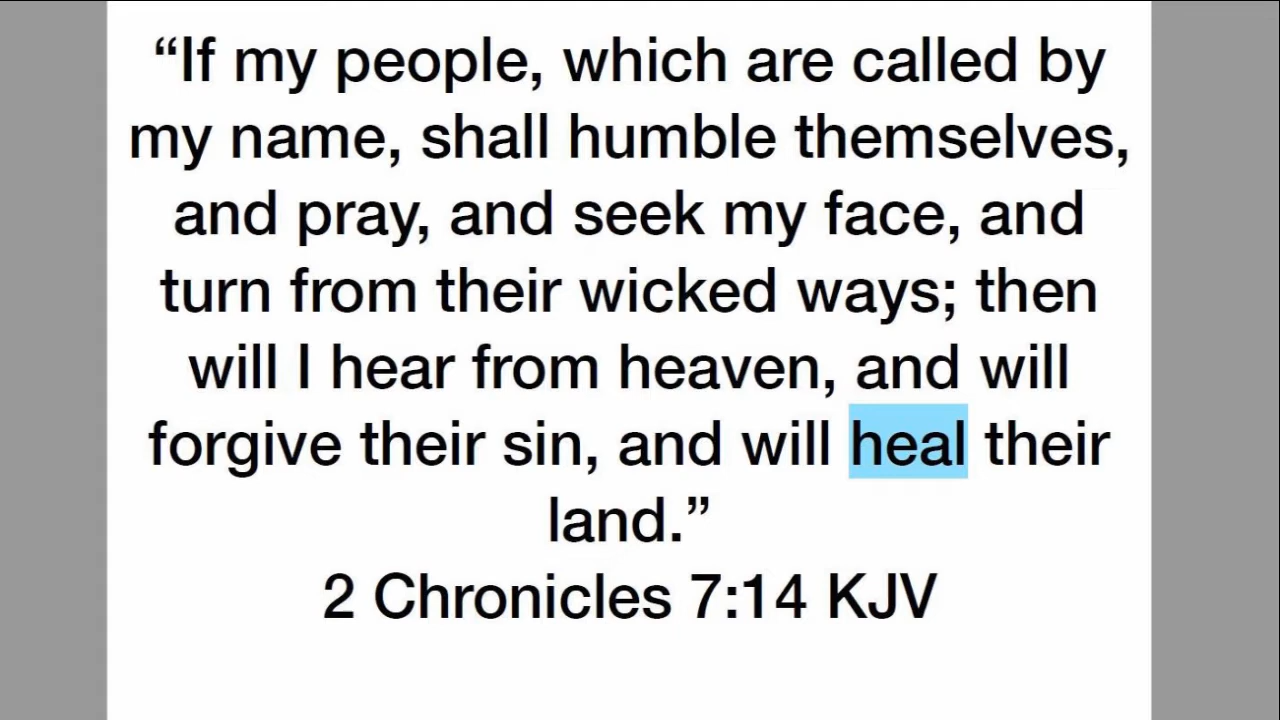 “If my people, which are called by
my name, shall humble themselves,
and pray, and seek my face, and
turn from their wicked ways; then
will I hear from heaven, and will
forgive their sin, and will heal their
land.”
2 Chronicles 7:14 KJV